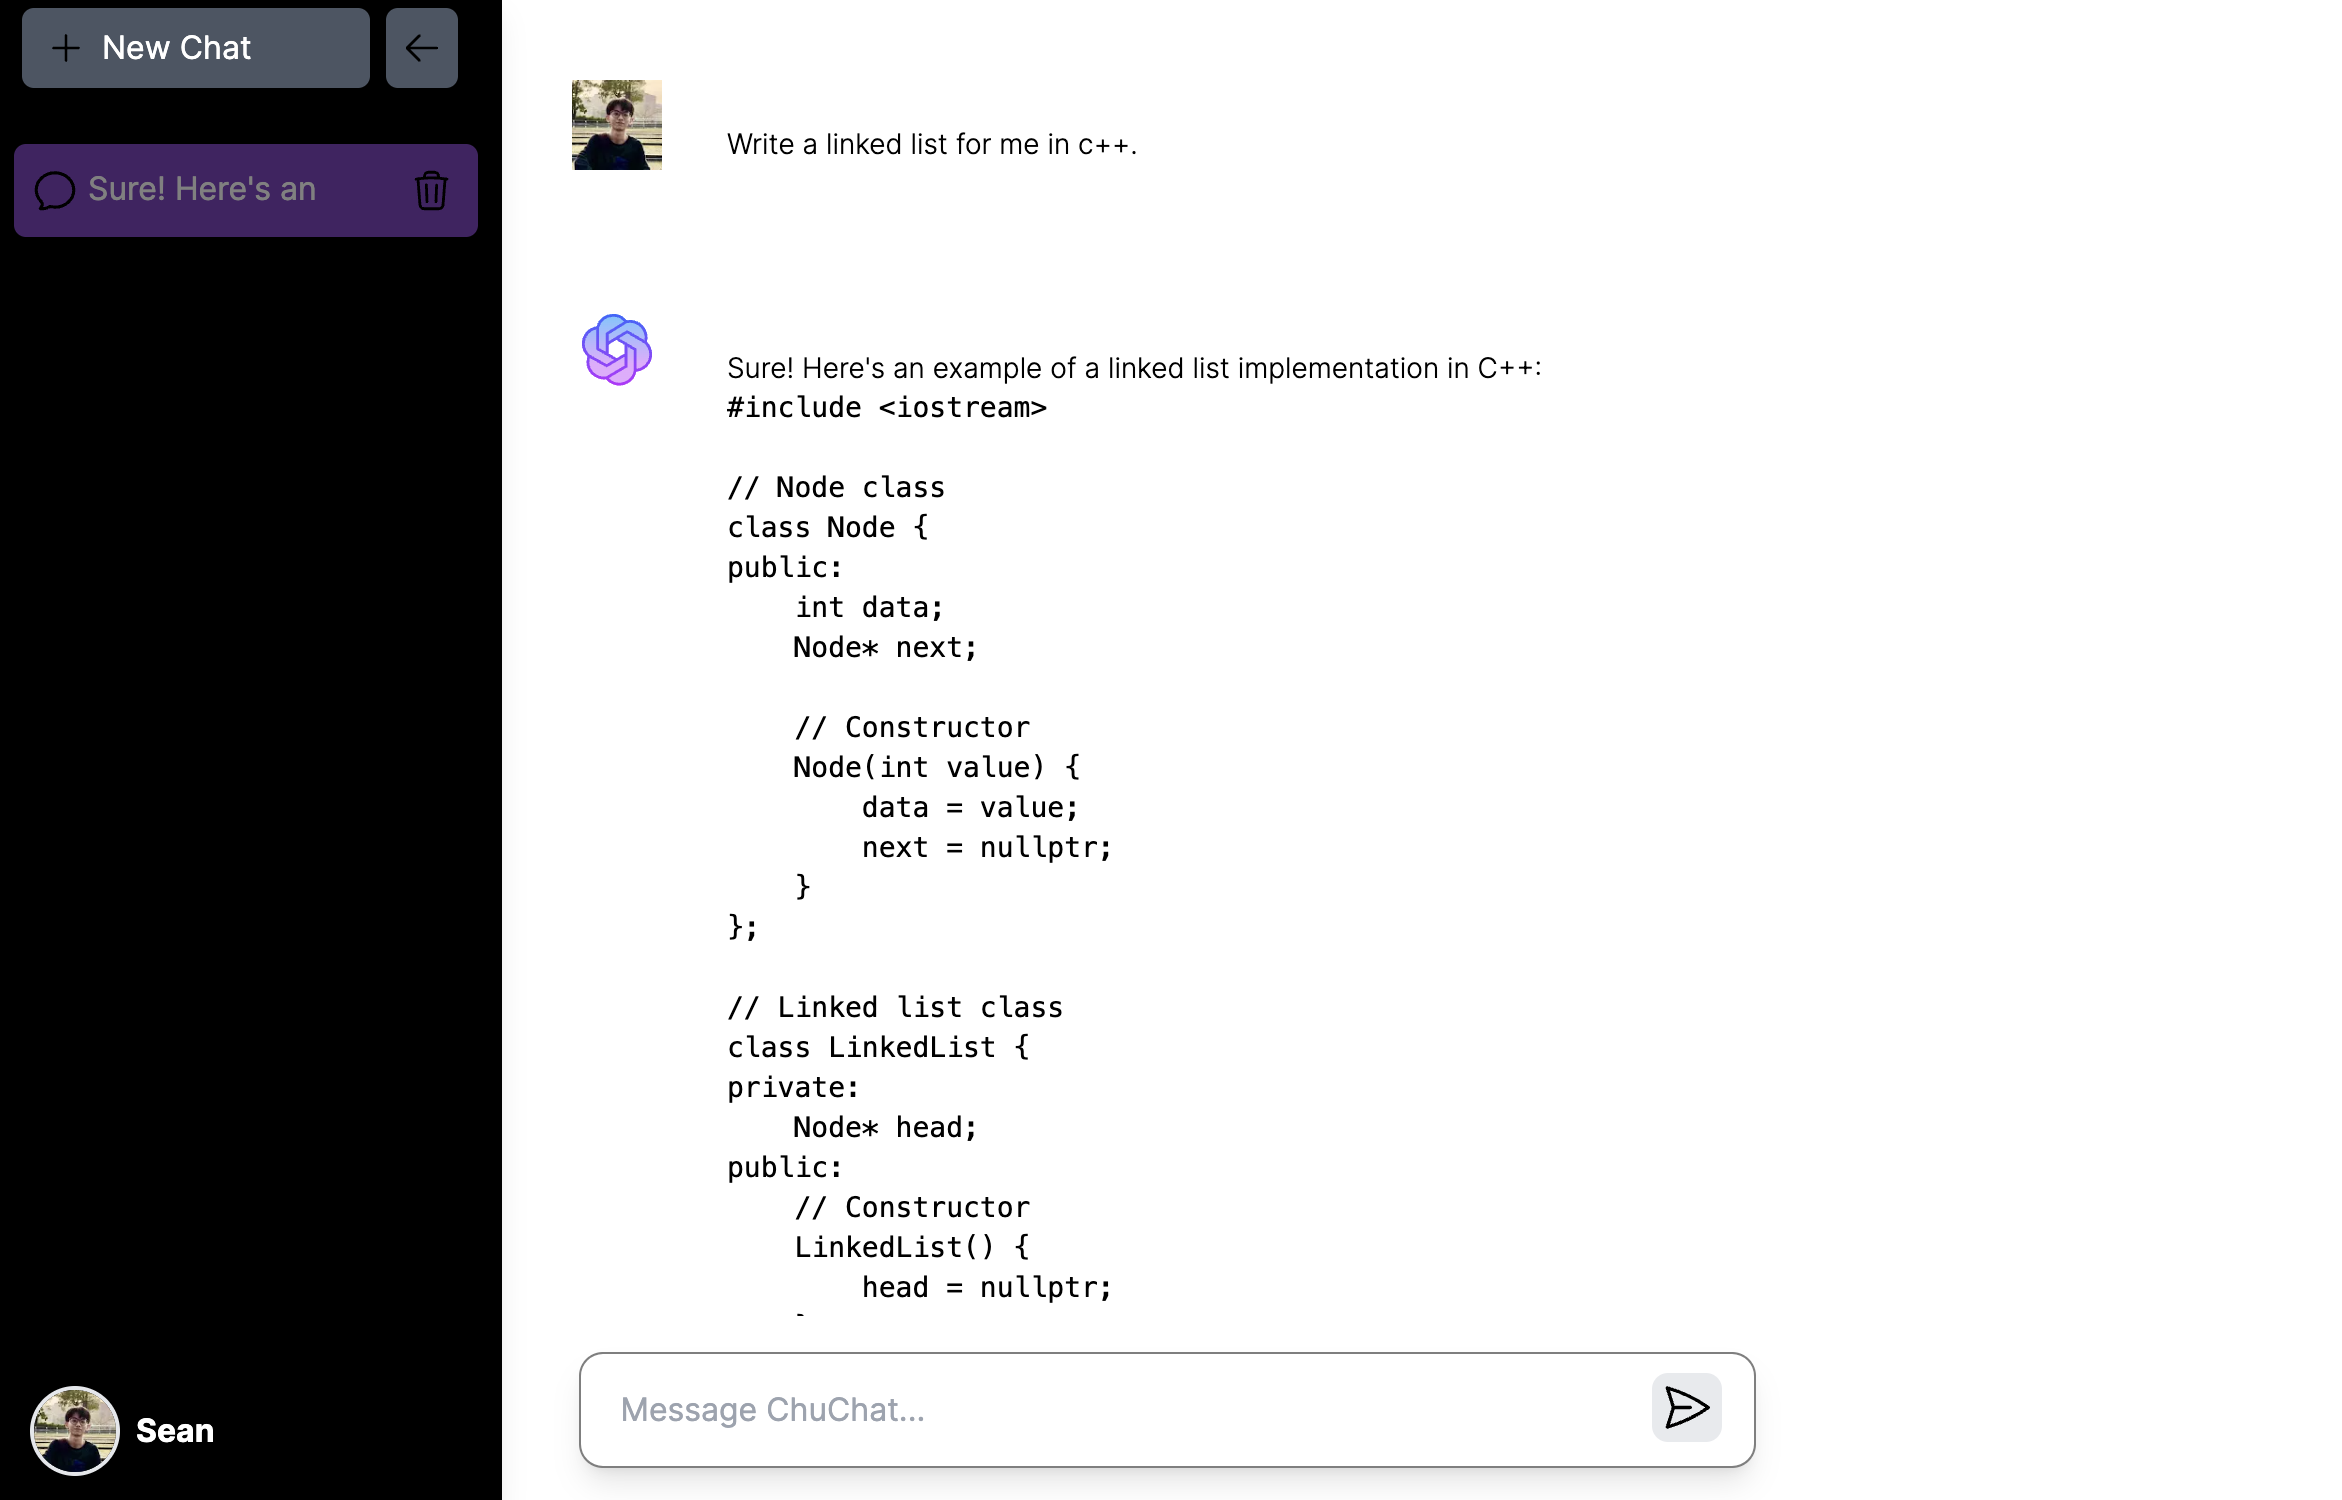 New Chat
Sure! Here's an
Sean
Write a linked list for me in c++.
Sure! Here's an example of a linked list implementation in C++:
#include <iostream>
// Node class
class Node {
public:
    int data;
    Node* next;
    // Constructor
    Node(int value) {
        data = value;
        next = nullptr;
    }
};
// Linked list class
class LinkedList {
private:
    Node* head;
public:
    // Constructor
    LinkedList() {
        head = nullptr;
Message ChuChat...